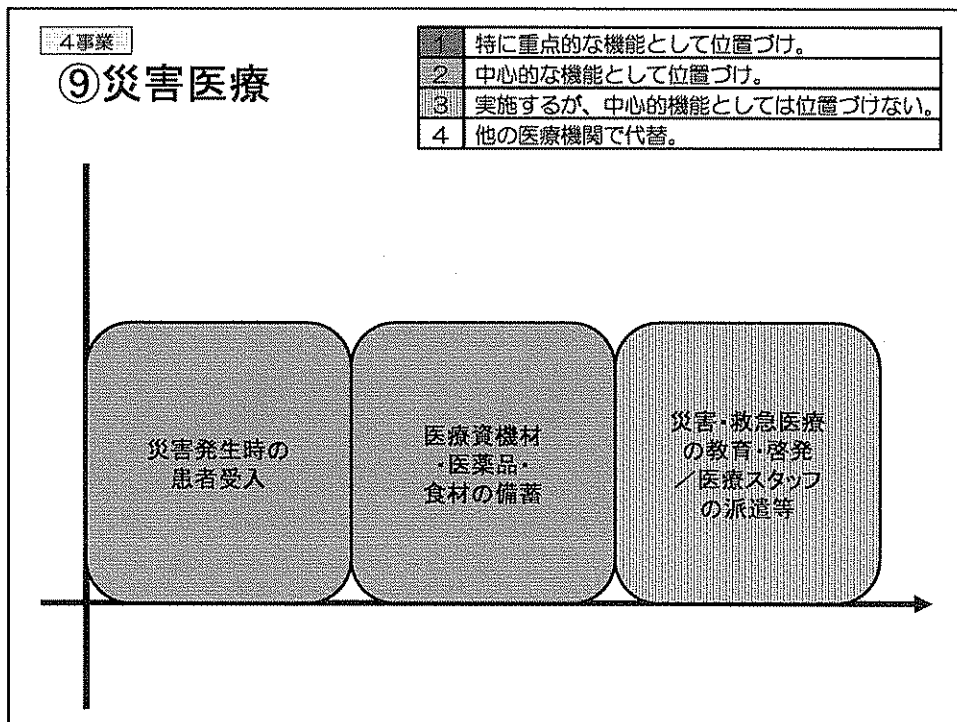 4事業
⑨災害医療
1 特に重点的な機能として位置づけ。
2 中心的な機能として位置づけ。
3 実施するが、中心的機能としては位置づけない。
4 他の医療機関で代替。
災害発生時の
患者受入
医療資機材
・医薬品・
食材の備蓄
災害・救急医療
の教育・啓発
／医療スタッフ
の派遣等